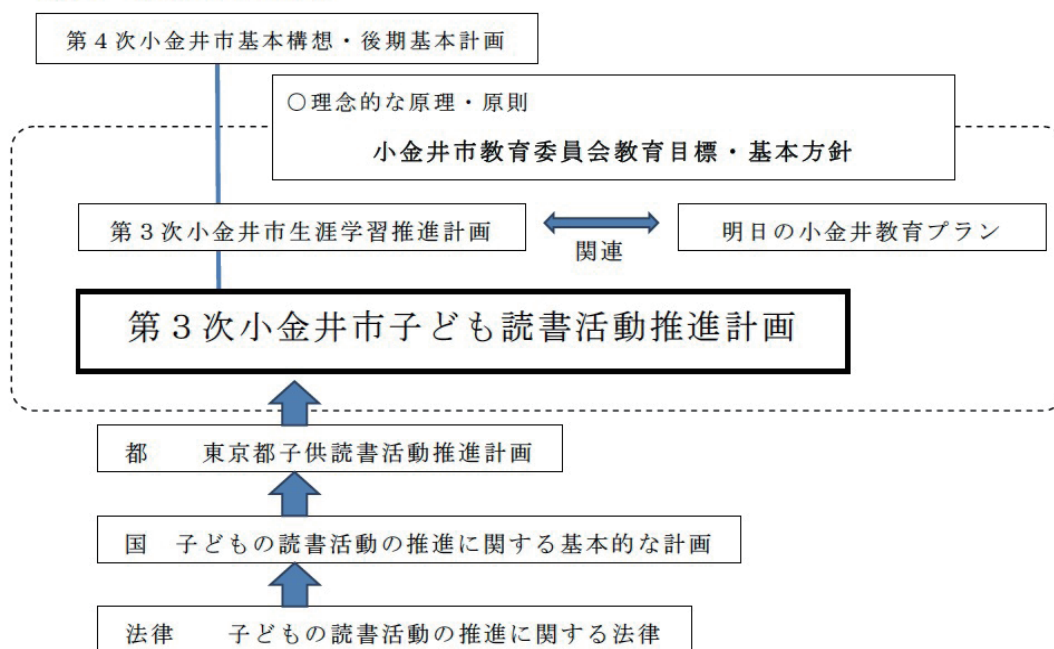 第４次小金井市基本構想・後期基本計画
○理念的な原理・原則
小金井市教育委員会教育目標・基本方針
第３次小金井市生涯学習推進計画
関連
明日の小金井教育プラン
第３次小金井市子ども読書活動推進計画
都　　東京都子供読書活動推進計画
国　子どもの読書活動の推進に関する基本的な計画
法律　　子どもの読書活動の推進に関する法律